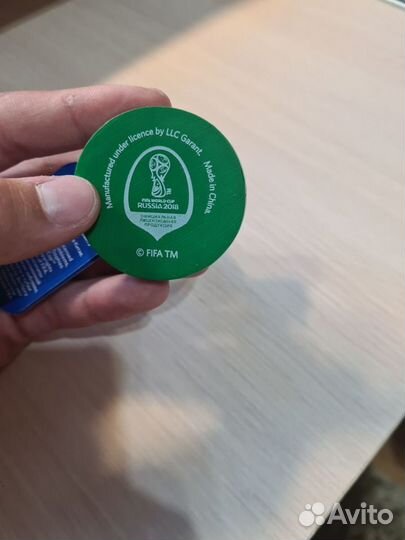 Manufactured under licence by LLC Garant. Made in China.
FIFA WORLD CUP
RUSSIA 2018
ОФИЦИАЛЬНАЯ
ЛИЦЕНЗИОННАЯ
ПРОДУКЦИЯ
© FIFA TM
Avito